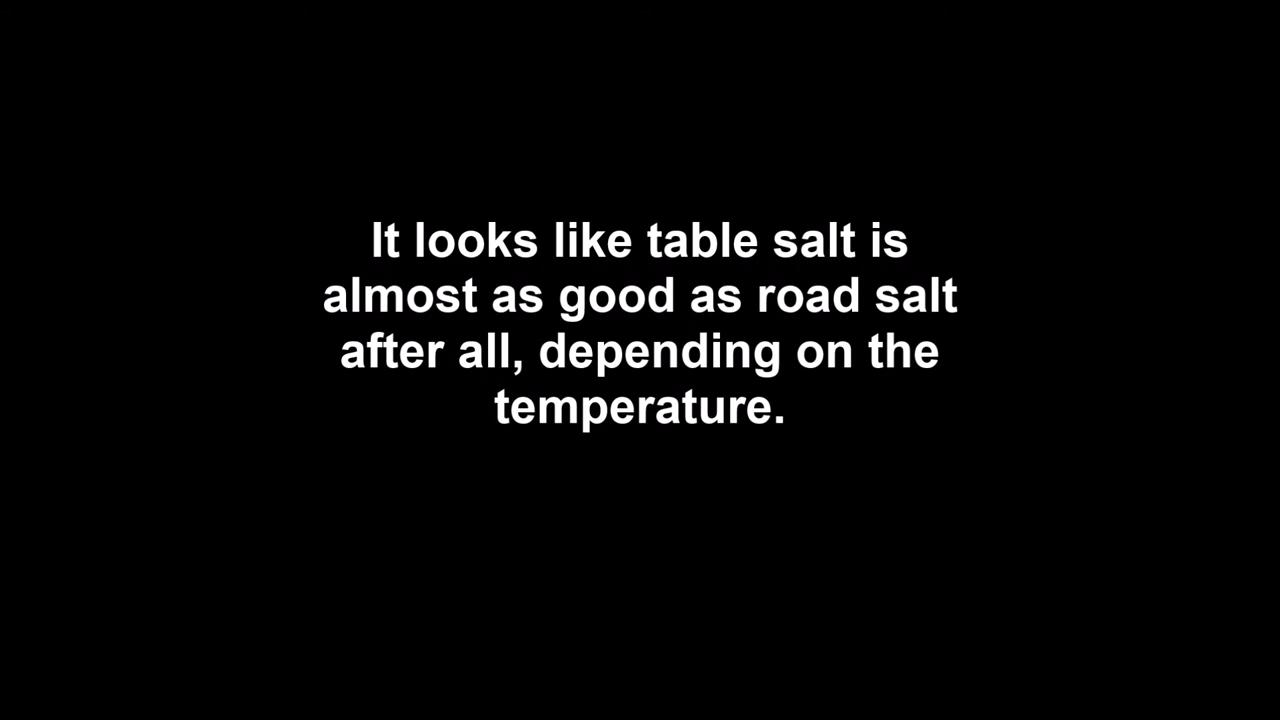 It looks like table salt is
almost as good as road salt
after all, depending on the
temperature.